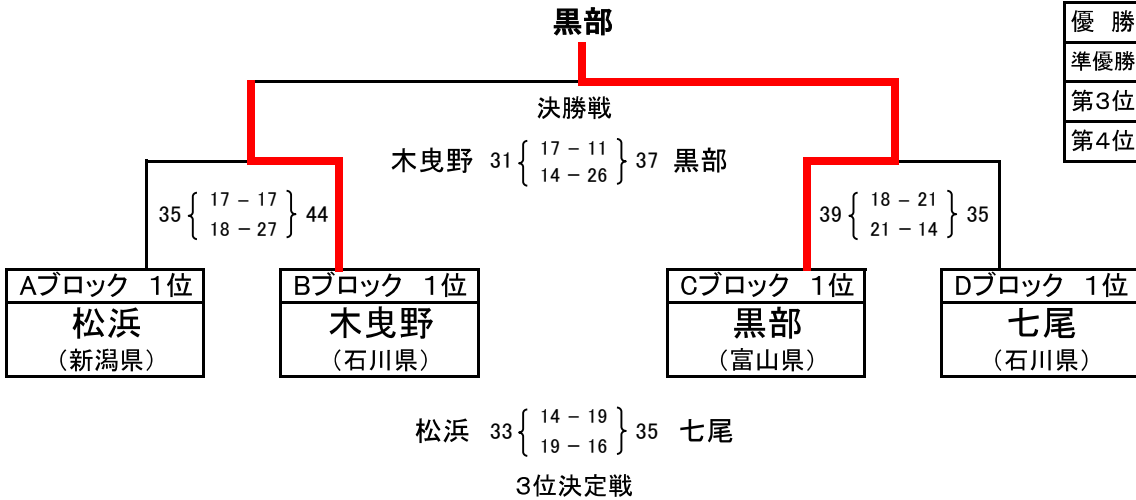 黒部
優 勝
準優勝
第３位
第４位
決勝戦
木曳野 31 { 17 − 11 } 37 黒部
14 − 26
35 { 17 − 17 } 44
18 − 27
39 { 18 − 21 } 35
21 − 14
Aブロック １位
Bブロック １位
Cブロック １位
Dブロック １位
松浜
木曳野
黒部
七尾
（新潟県）
（石川県）
（富山県）
（石川県）
松浜 33 { 14 − 19 } 35 七尾
19 − 16
３位決定戦